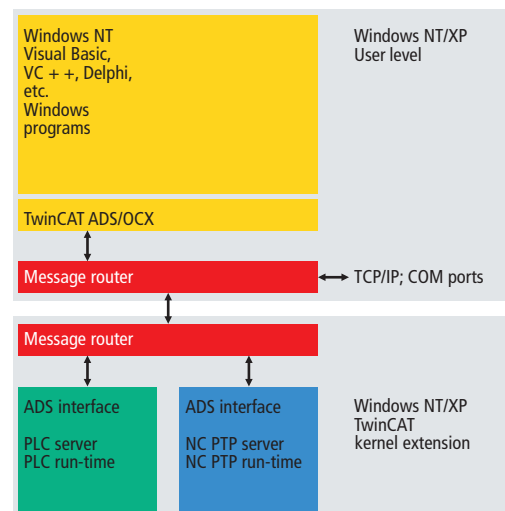 Windows NT
Visual Basic,
VC + +, Delphi,
etc.
Windows
programs
Windows NT/XP
User level
TwinCAT ADS/OCX
Message router
TCP/IP; COM ports
Message router
ADS interface
PLC server
PLC run-time
ADS interface
NC PTP server
NC PTP run-time
Windows NT/XP
TwinCAT
kernel extension